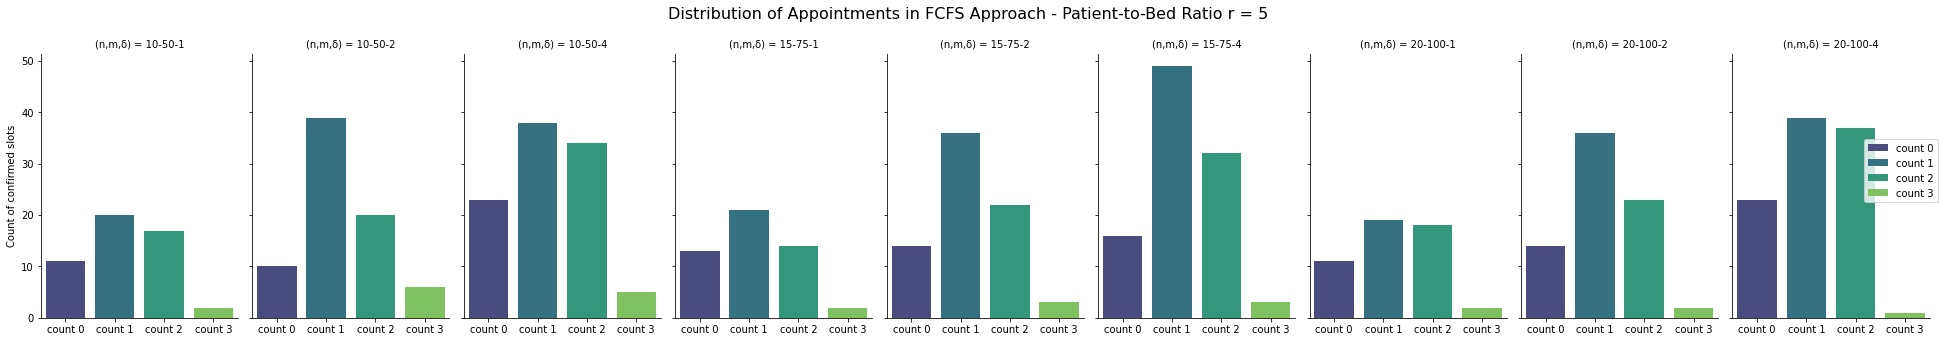 Distribution of Appointments in FCFS Approach - Patient-to-Bed Ratio r = 5
(n,m,δ) = 10-50-1
(n,m,δ) = 10-50-2
(n,m,δ) = 10-50-4
(n,m,δ) = 15-75-1
(n,m,δ) = 15-75-2
(n,m,δ) = 15-75-4
(n,m,δ) = 20-100-1
(n,m,δ) = 20-100-2
(n,m,δ) = 20-100-4
Count of confirmed slots
50
40
30
20
10
0
count 0 count 1 count 2 count 3
count 0 count 1 count 2 count 3
count 0 count 1 count 2 count 3
count 0 count 1 count 2 count 3
count 0 count 1 count 2 count 3
count 0 count 1 count 2 count 3
count 0 count 1 count 2 count 3
count 0 count 1 count 2 count 3
count 0 count 1 count 2 count 3
count 0
count 1
count 2
count 3